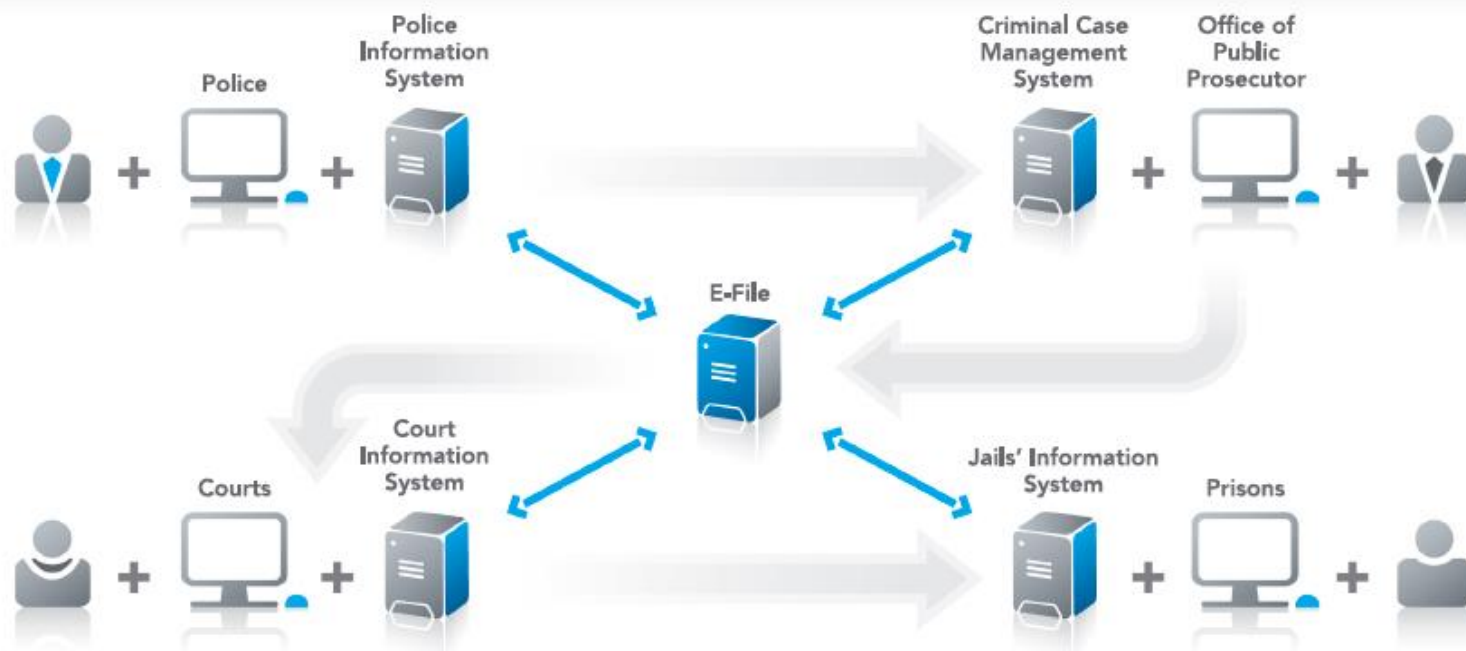 Police
Information
System
Police
Criminal Case
Management
System
Office of
Public
Prosecutor
E-File
Court
Information
System
Courts
Jails' Information
System
Prisons